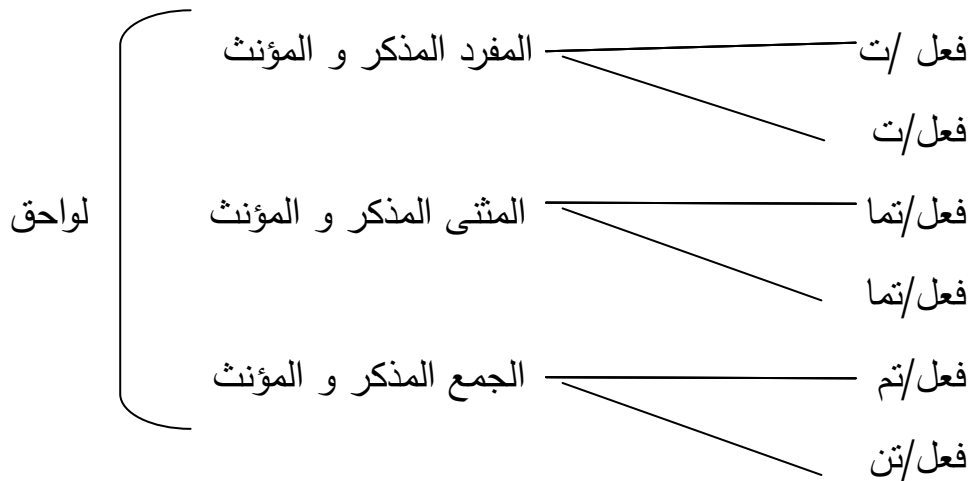 فعل /ت المفرد المذكر و المؤنث
فعل/ت
فعل/تما المثنى المذكر و المؤنث لواحق
فعل/تما
فعل/تم الجمع المذكر و المؤنث
فعل/تن